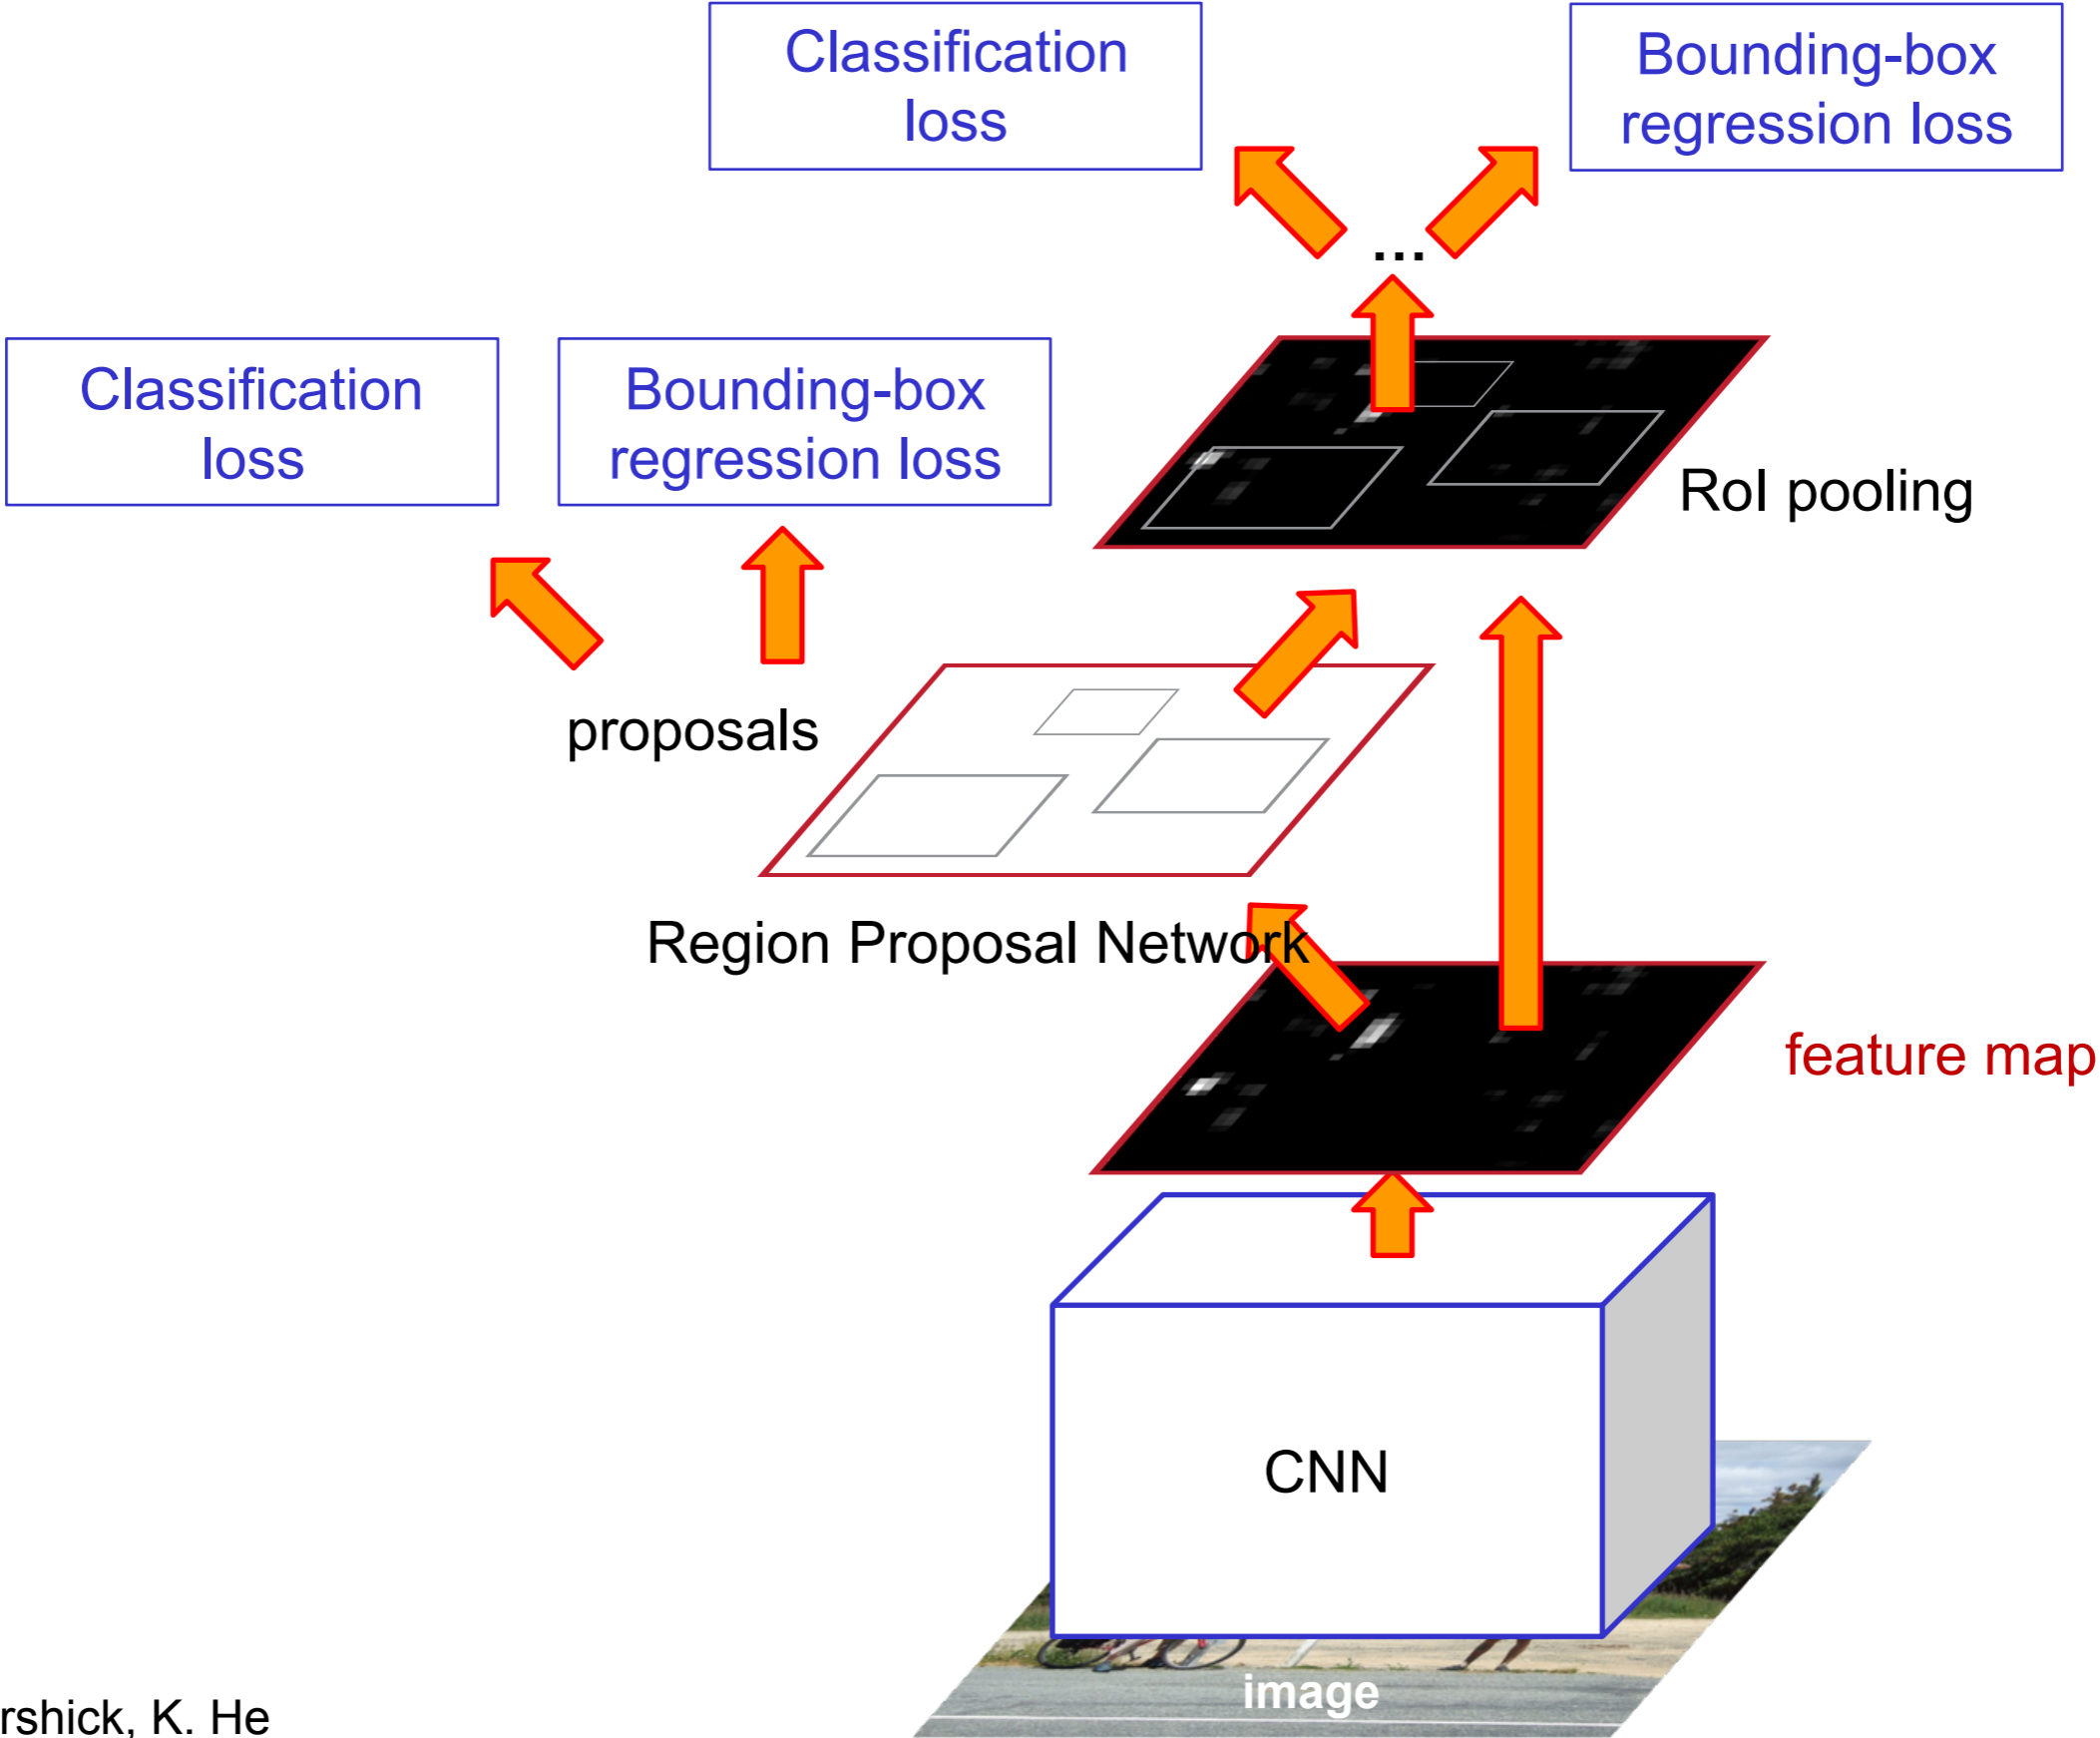 Classification
loss
Bounding-box
regression loss
...
Classification
loss
Bounding-box
regression loss
RoI pooling
proposals
Region Proposal Network
feature map
CNN
image
rshick, K. He